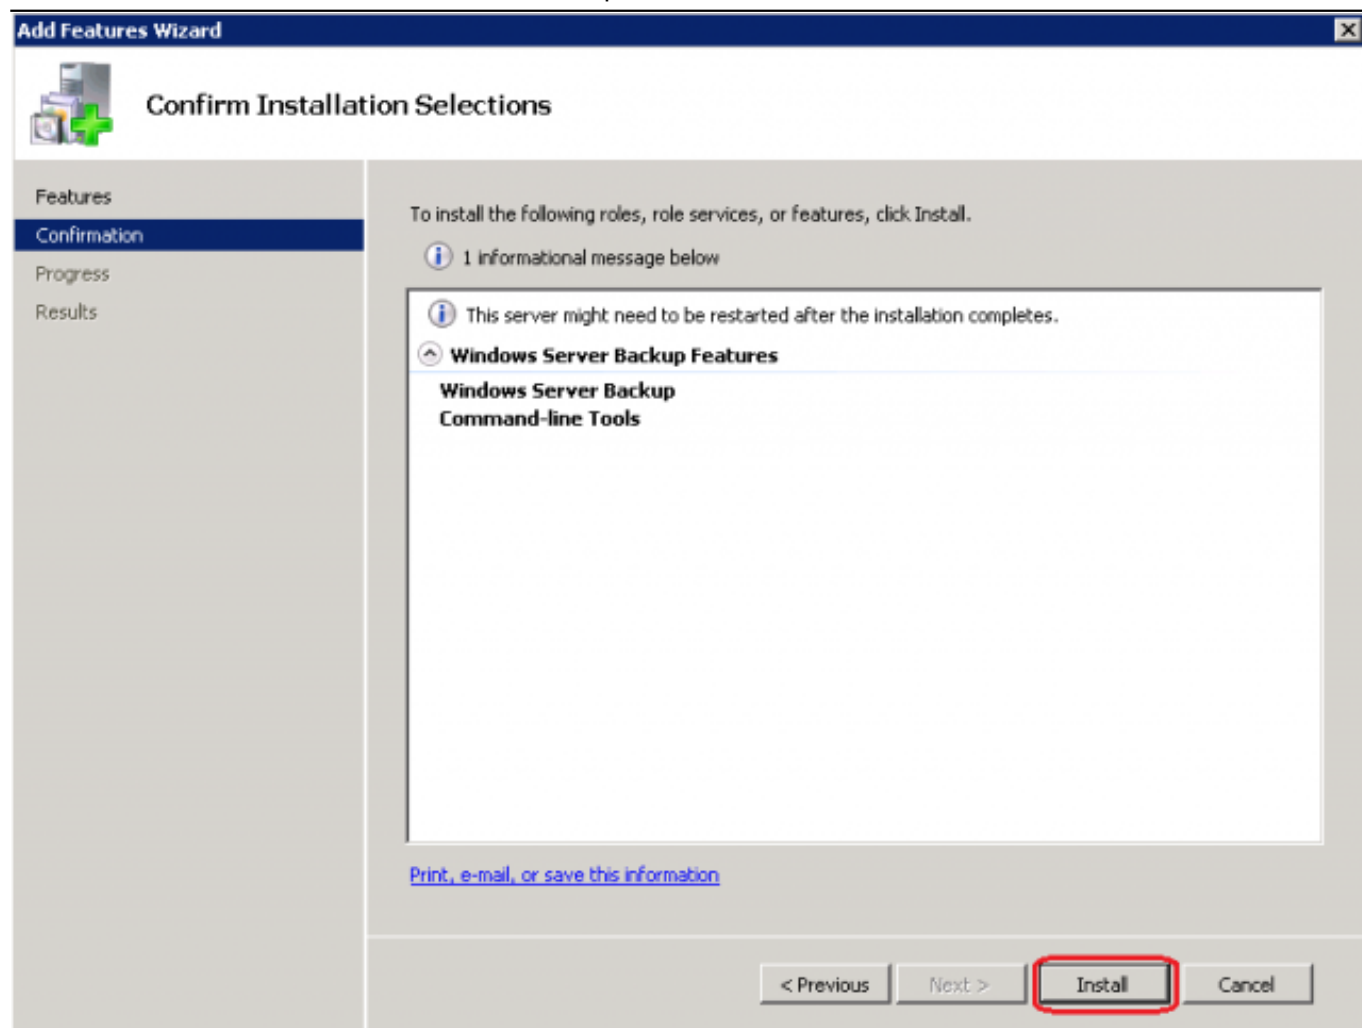 Add Features Wizard
Confirm Installation Selections
Features
Confirmation
Progress
Results
To install the following roles, role services, or features, click Install.
1 informational message below
This server might need to be restarted after the installation completes.
Windows Server Backup Features
Windows Server Backup
Command-line Tools
Print, e-mail, or save this information
< Previous
Next >
Install
Cancel